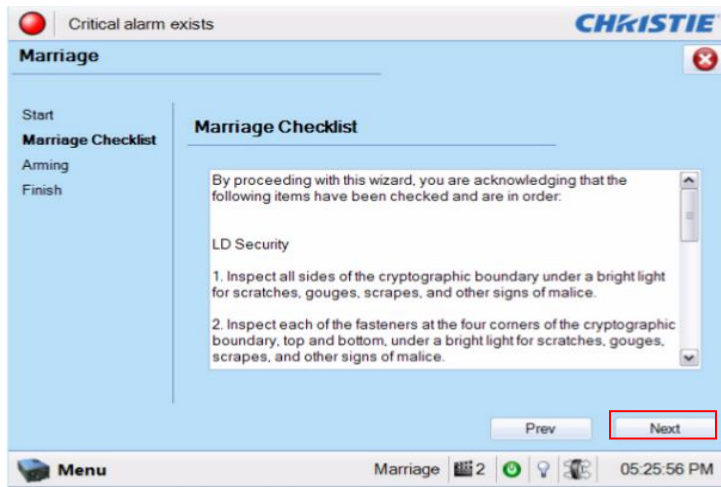 Critical alarm exists
CHRISTIE
Marriage
Start
Marriage Checklist
Arming
Finish
Marriage Checklist
By proceeding with this wizard, you are acknowledging that the
following items have been checked and are in order:
LD Security
1. Inspect all sides of the cryptographic boundary under a bright light
for scratches, gouges, scrapes, and other signs of malice.
2. Inspect each of the fasteners at the four corners of the cryptographic
boundary, top and bottom, under a bright light for scratches, gouges,
scrapes, and other signs of malice.
Prev
Next
Menu
Marriage
2
05:25:56 PM